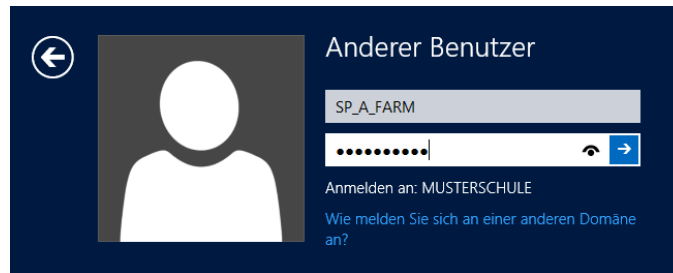 Anderer Benutzer
SP_A_FARM
●●●●●●●●●●
Anmelden an: MUSTERSCHULE
Wie melden Sie sich an einer anderen Domäne
an?